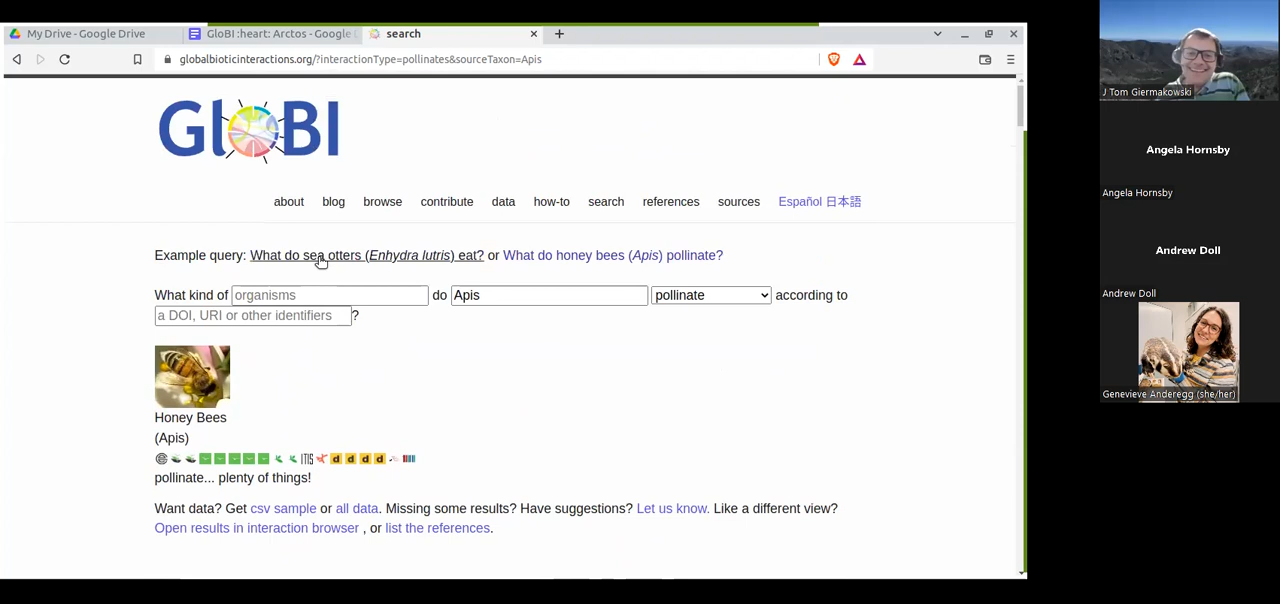 My Drive - Google Drive
GloBI :heart: Arctos - Google
search
globalbioticinteractions.org/?interactionType=pollinates&sourceTaxon=Apis
GloBI
about blog browse contribute data how-to search references sources Español 日本語
Example query: What do sea otters (Enhydra lutris) eat? or What do honey bees (Apis) pollinate?
What kind of organisms do Apis pollinate according to
a DOI, URI or other identifiers ?
Honey Bees
(Apis)
ITIS d d d d
pollinate... plenty of things!
Want data? Get csv sample or all data. Missing some results? Have suggestions? Let us know. Like a different view?
Open results in interaction browser , or list the references.
J Tom Giermakowski
Angela Hornsby
Angela Hornsby
Andrew Doll
Andrew Doll
Genevieve Anderegg (she/her)